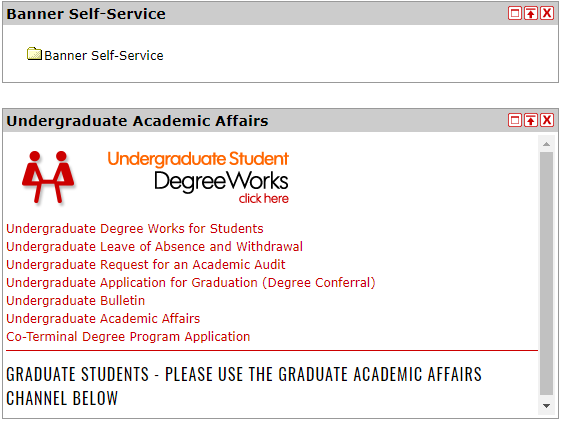 Banner Self-Service
Banner Self-Service
Undergraduate Academic Affairs
Undergraduate Student
DegreeWorks
click here
Undergraduate Degree Works for Students
Undergraduate Leave of Absence and Withdrawal
Undergraduate Request for an Academic Audit
Undergraduate Application for Graduation (Degree Conferral)
Undergraduate Bulletin
Undergraduate Academic Affairs
Co-Terminal Degree Program Application
GRADUATE STUDENTS - PLEASE USE THE GRADUATE ACADEMIC AFFAIRS
CHANNEL BELOW